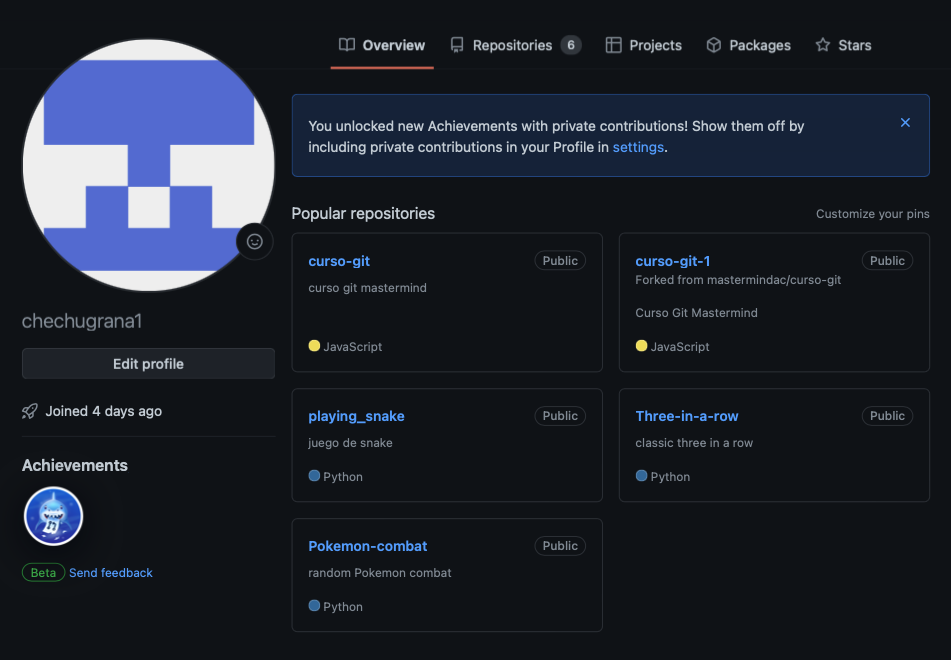 Overview
Repositories 6
Projects
Packages
Stars
You unlocked new Achievements with private contributions! Show them off by
including private contributions in your Profile in settings.
Popular repositories
Customize your pins
curso-git
Public
curso git mastermind
JavaScript
curso-git-1
Public
Forked from mastermindac/curso-git
Curso Git Mastermind
JavaScript
playing_snake
Public
juego de snake
Python
Three-in-a-row
Public
classic three in a row
Python
Pokemon-combat
Public
random Pokemon combat
Python
chechugrana1
Edit profile
Joined 4 days ago
Achievements
Beta Send feedback